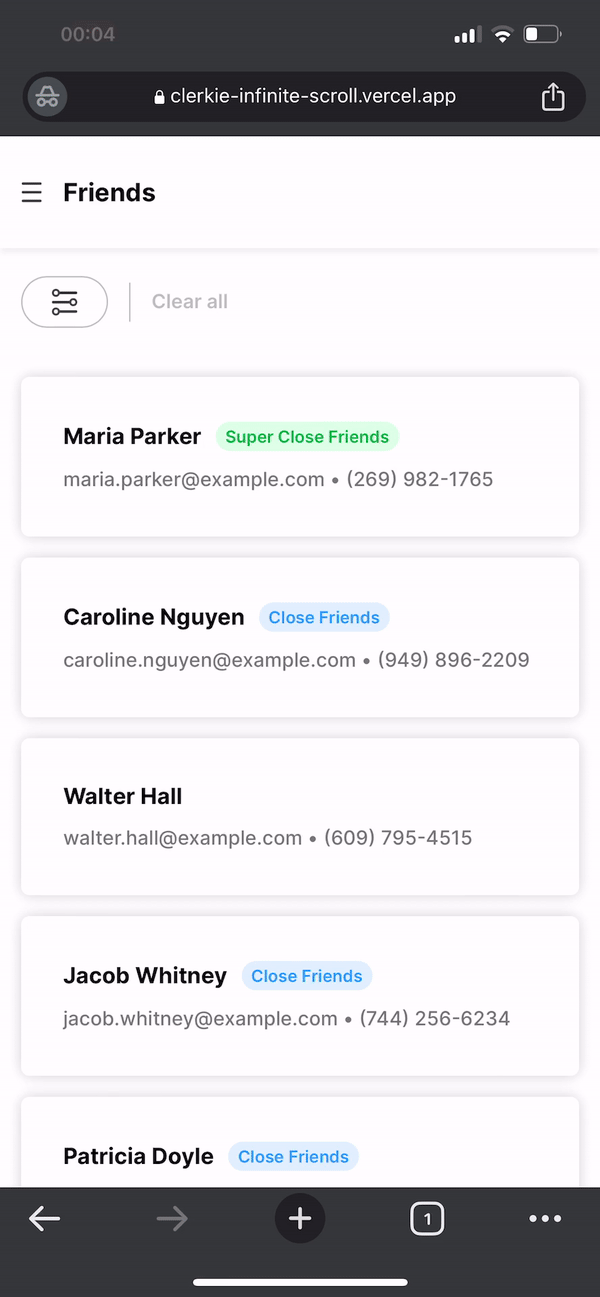 00:04
clerkie-infinite-scroll.vercel.app
Friends
Clear all
Maria Parker Super Close Friends
maria.parker@example.com • (269) 982-1765
Caroline Nguyen Close Friends
caroline.nguyen@example.com • (949) 896-2209
Walter Hall
walter.hall@example.com • (609) 795-4515
Jacob Whitney Close Friends
jacob.whitney@example.com • (744) 256-6234
Patricia Doyle Close Friends
1